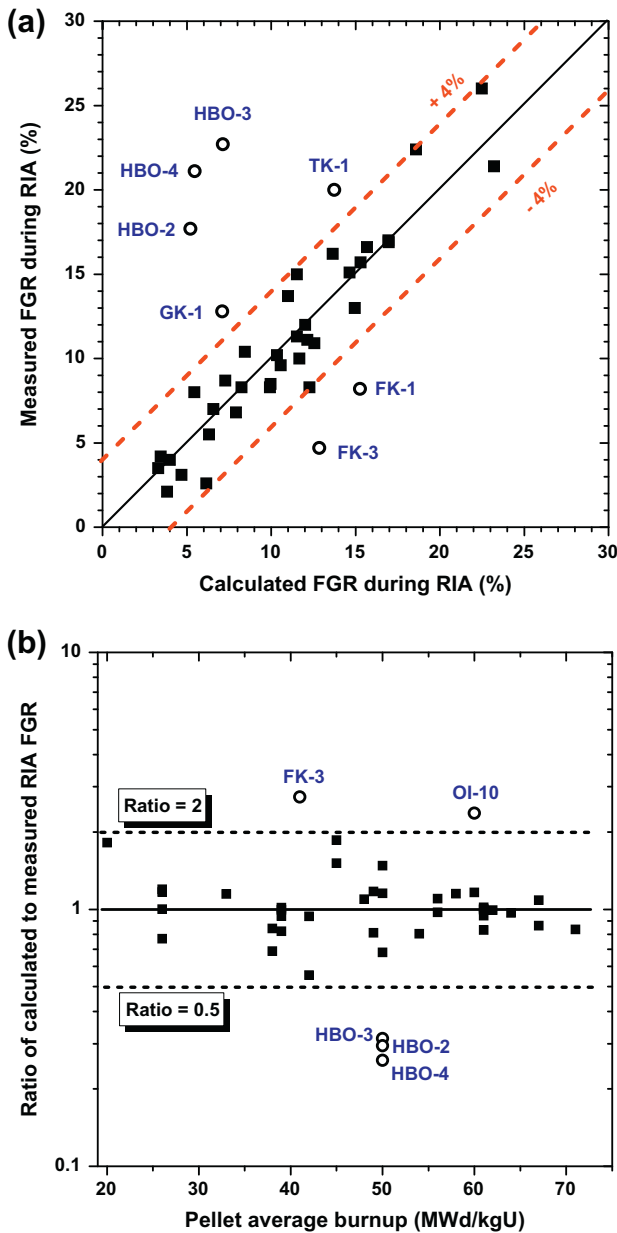 (a)
30
25
20
15
10
5
0
Measured FGR during RIA (%)
HBO-3
HBO-4
TK-1
HBO-2
GK-1
FK-1
FK-3
+ 4%
- 4%
0 5 10 15 20 25 30
Calculated FGR during RIA (%)
(b)
10
1
0.1
Ratio of calculated to measured RIA FGR
FK-3
OI-10
Ratio = 2
Ratio = 0.5
HBO-3
HBO-2
HBO-4
20 30 40 50 60 70
Pellet average burnup (MWd/kgU)